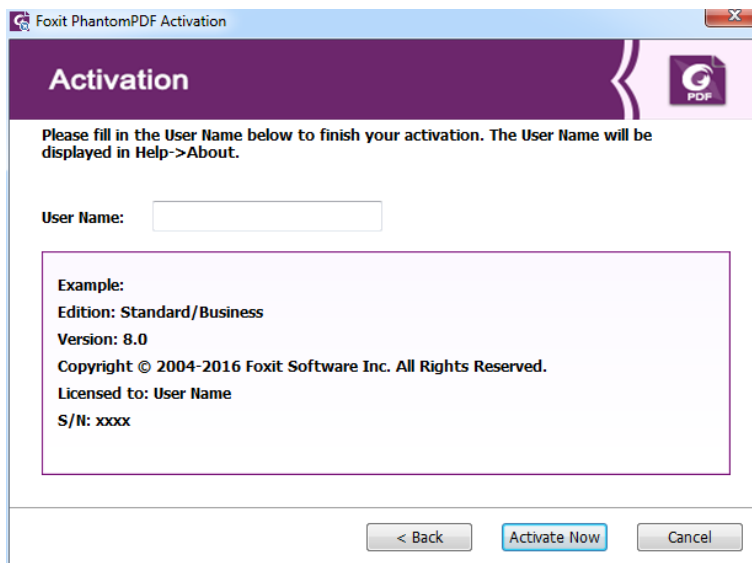 Foxit PhantomPDF Activation
Activation
PDF
Please fill in the User Name below to finish your activation. The User Name will be
displayed in Help->About.
User Name:
Example:
Edition: Standard/Business
Version: 8.0
Copyright © 2004-2016 Foxit Software Inc. All Rights Reserved.
Licensed to: User Name
S/N: xxxx
< Back
Activate Now
Cancel